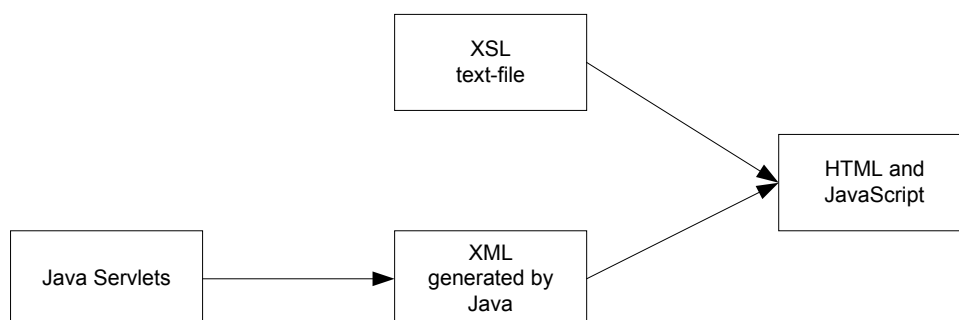 XSL
text-file
HTML and
JavaScript
Java Servlets
XML
generated by
Java